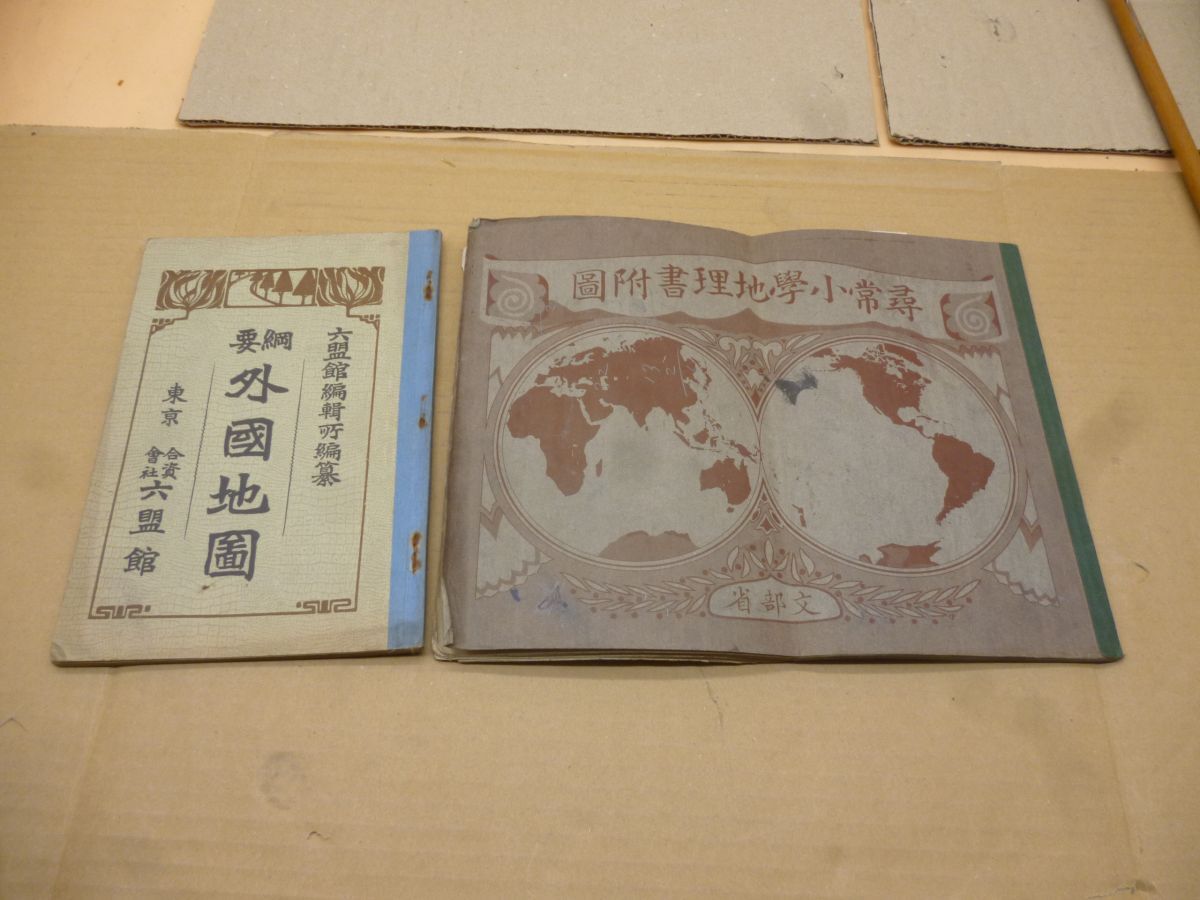 六盟館編輯所編纂
綱要
外國地圖
東京
合資
會社
六盟館
尋常小學地理書附圖
文部省